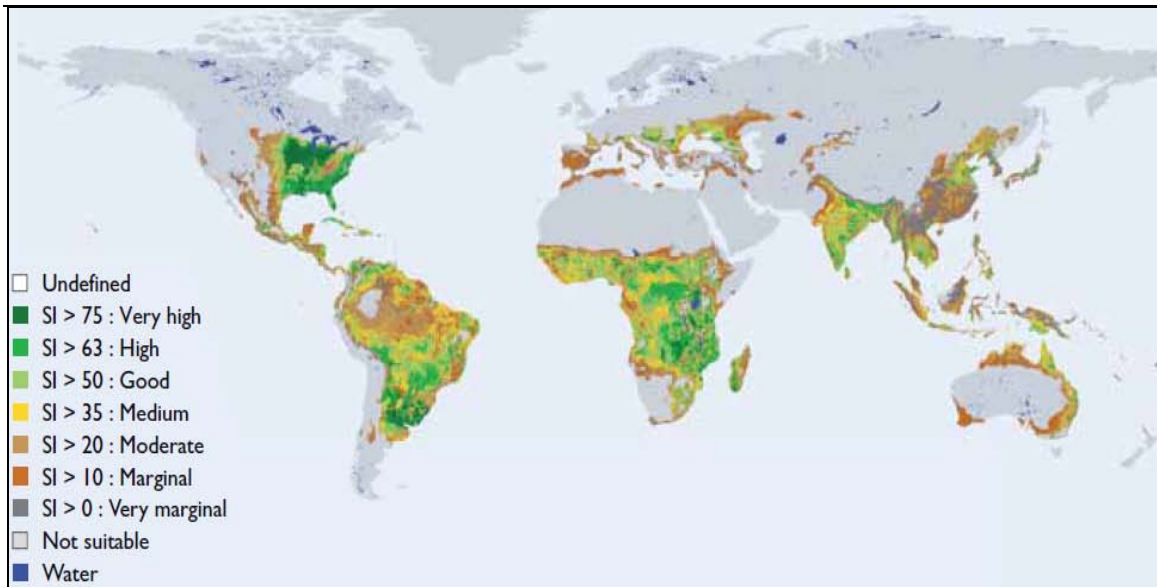 Undefined
SI > 75 : Very high
SI > 63 : High
SI > 50 : Good
SI > 35 : Medium
SI > 20 : Moderate
SI > 10 : Marginal
SI > 0 : Very marginal
Not suitable
Water